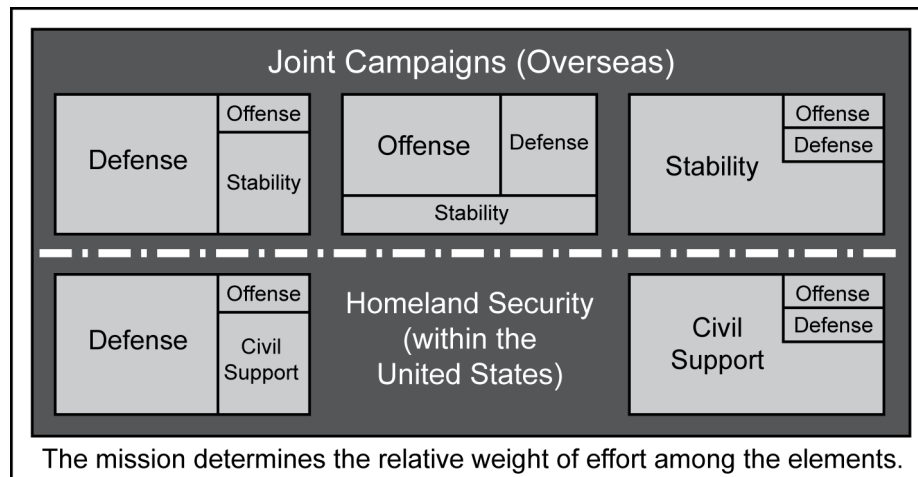 Joint Campaigns (Overseas)
Defense
Offense
Stability
Offense
Defense
Stability
Stability
Offense
Defense
Defense
Offense
Civil
Support
Homeland Security
(within the
United States)
Civil
Support
Offense
Defense
The mission determines the relative weight of effort among the elements.